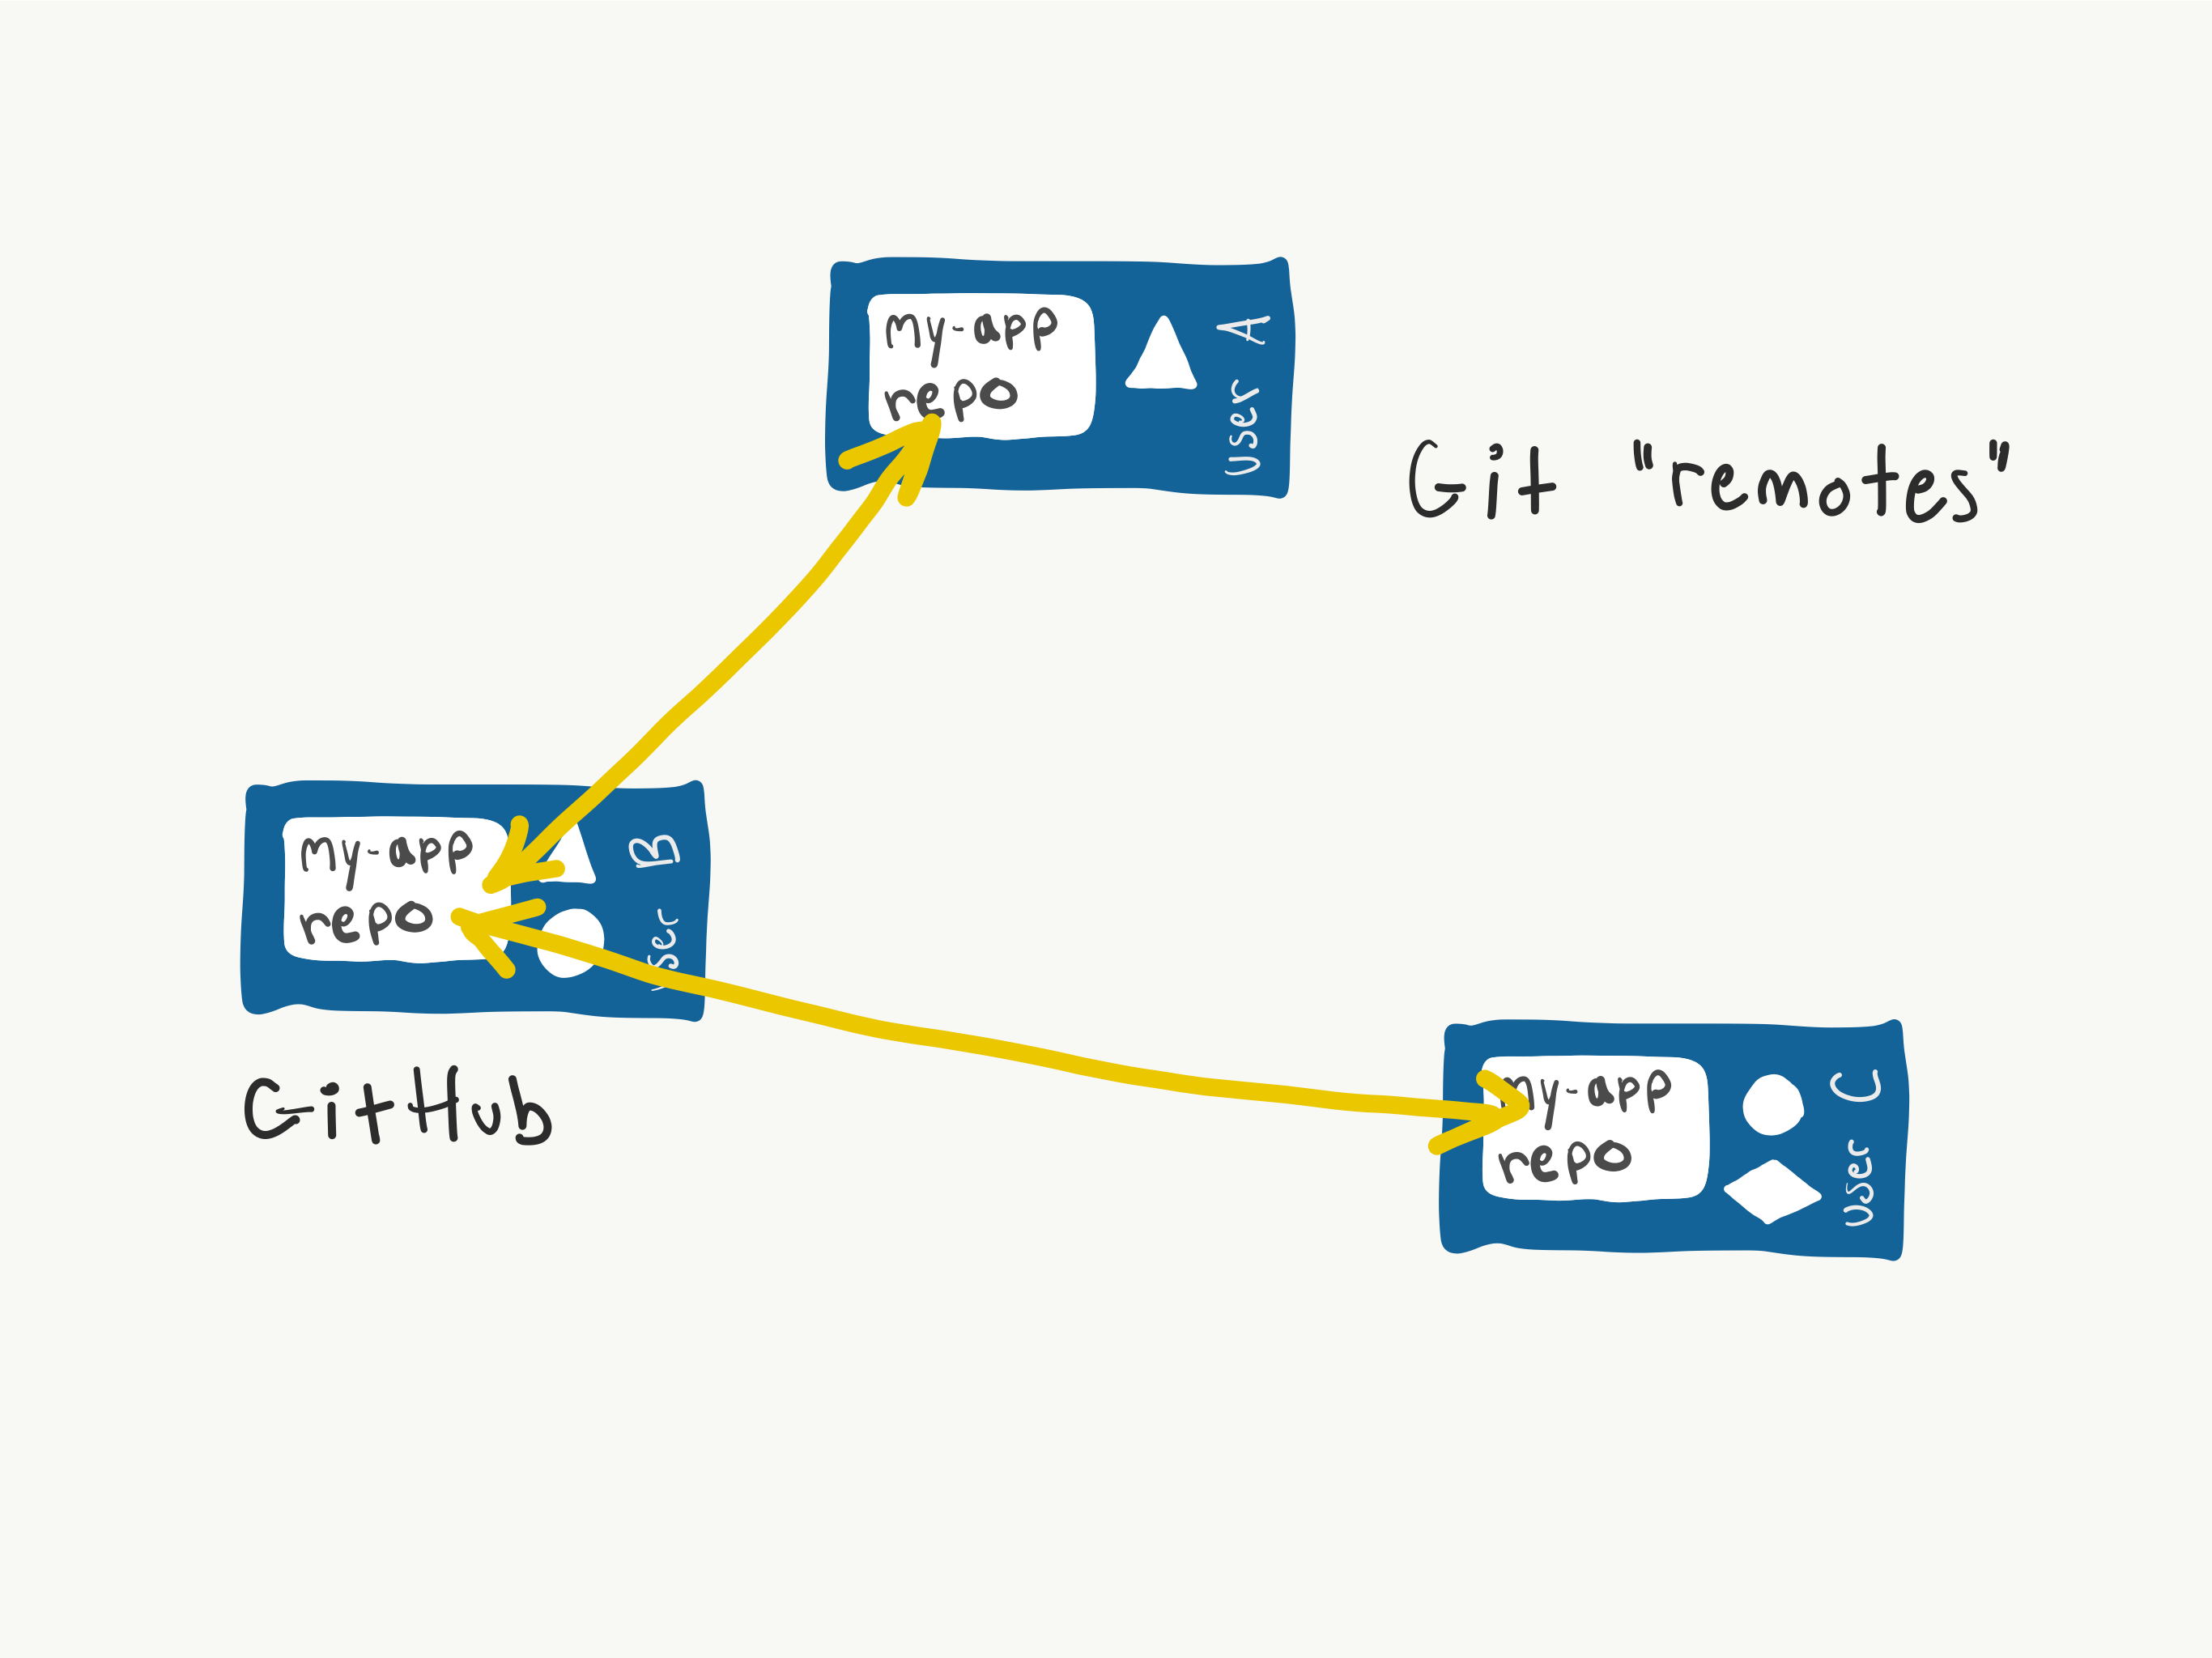 my-app
repo
User A
Git "remotes"
my-app
repo
User B
GitHub
my-app
repo
User C